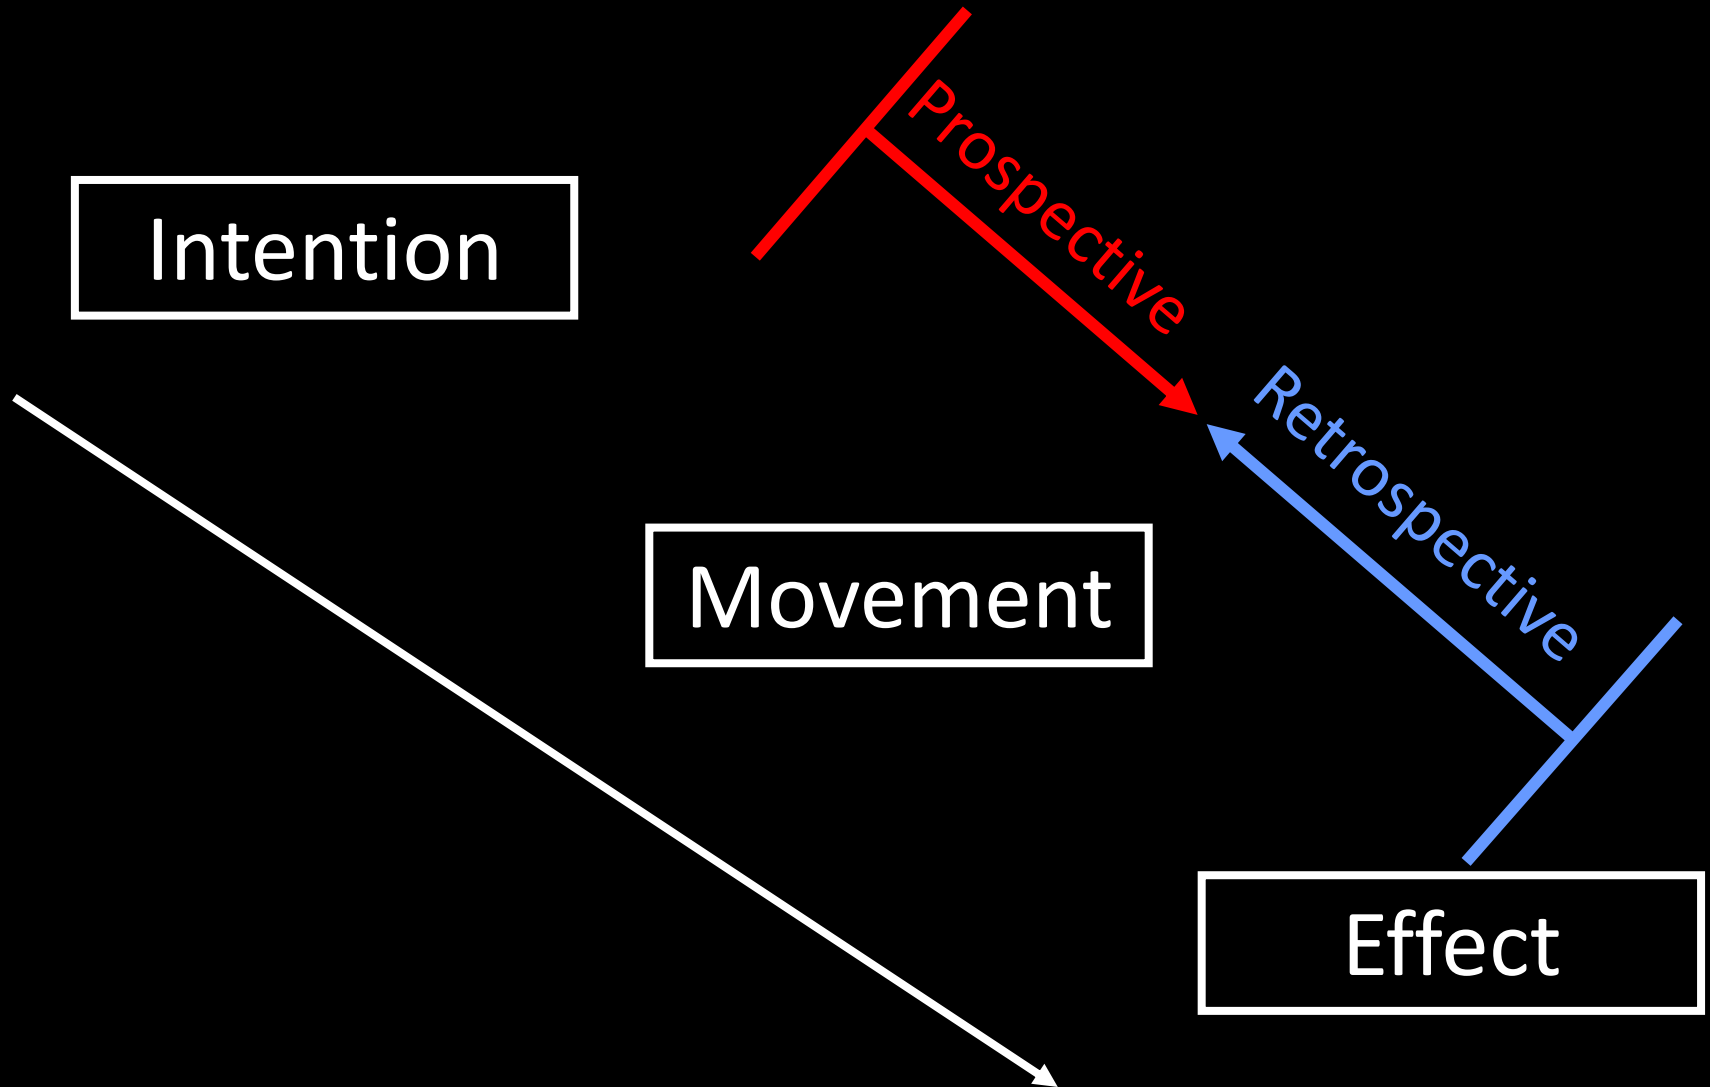 Prospective
Intention
Retrospective
Movement
Effect